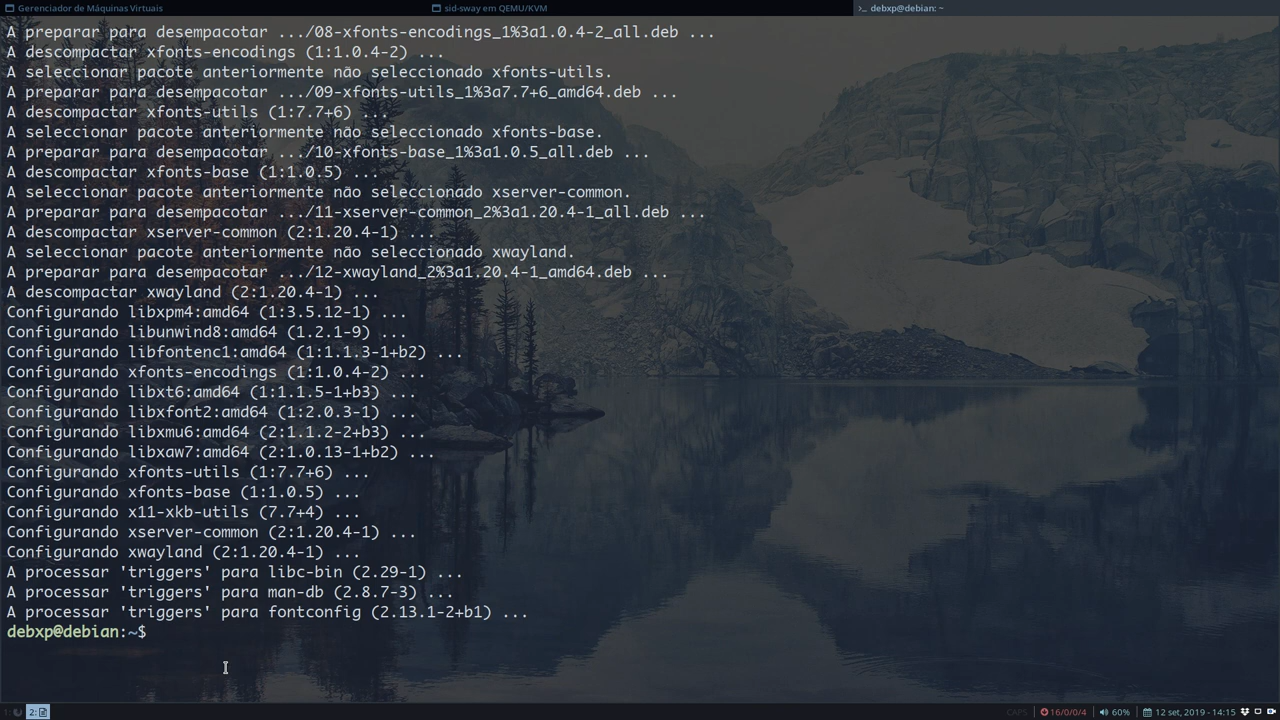 Gerenciador de Máquinas Virtuais
sid-sway em QEMU/KVM
debxp@debian: ~
A preparar para desempacotar .../08-xfonts-encodings_1%3a1.0.4-2_all.deb ...
A descompactar xfonts-encodings (1:1.0.4-2) ...
A seleccionar pacote anteriormente não seleccionado xfonts-utils.
A preparar para desempacotar .../09-xfonts-utils_1%3a7.7+6_amd64.deb ...
A descompactar xfonts-utils (1:7.7+6) ...
A seleccionar pacote anteriormente não seleccionado xfonts-base.
A preparar para desempacotar .../10-xfonts-base_1%3a1.0.5_all.deb ...
A descompactar xfonts-base (1:1.0.5) ...
A seleccionar pacote anteriormente não seleccionado xserver-common.
A preparar para desempacotar .../11-xserver-common_2%3a1.20.4-1_all.deb ...
A descompactar xserver-common (2:1.20.4-1) ...
A seleccionar pacote anteriormente não seleccionado xwayland.
A preparar para desempacotar .../12-xwayland_2%3a1.20.4-1_amd64.deb ...
A descompactar xwayland (2:1.20.4-1) ...
Configurando libxpm4:amd64 (1:3.5.12-1) ...
Configurando libunwind8:amd64 (1.2.1-9) ...
Configurando libfontenc1:amd64 (1:1.1.3-1+b2) ...
Configurando xfonts-encodings (1:1.0.4-2) ...
Configurando libxt6:amd64 (1:1.1.5-1+b3) ...
Configurando libxfont2:amd64 (1:2.0.3-1) ...
Configurando libxmu6:amd64 (2:1.1.2-2+b3) ...
Configurando libxaw7:amd64 (2:1.0.13-1+b2) ...
Configurando xfonts-utils (1:7.7+6) ...
Configurando xfonts-base (1:1.0.5) ...
Configurando x11-xkb-utils (7.7+4) ...
Configurando xserver-common (2:1.20.4-1) ...
Configurando xwayland (2:1.20.4-1) ...
A processar 'triggers' para libc-bin (2.29-1) ...
A processar 'triggers' para man-db (2.8.7-3) ...
A processar 'triggers' para fontconfig (2.13.1-2+b1) ...
debxp@debian:~$
1: 2: CAPS 16/0/0/4 60% 12 set, 2019 - 14:15